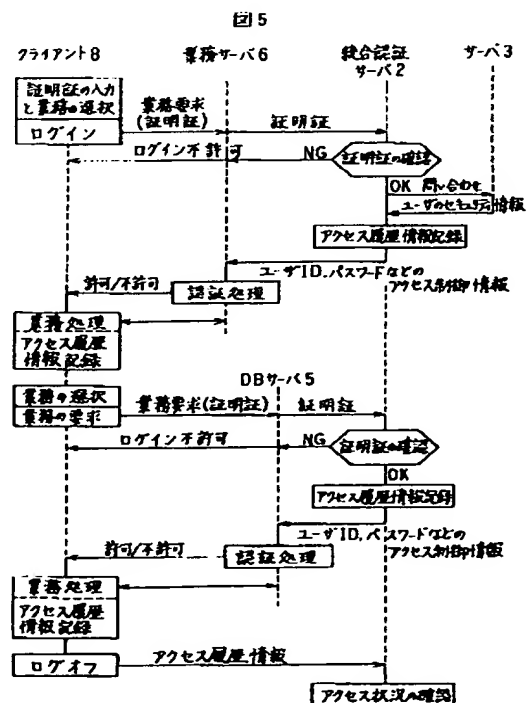 図5
クライアント8
業務サーバ6
統合認証
サーバ2
サーバ3
証明証の入力
と業務の選択
ログイン
業務要求
(証明証)
証明証
ログイン不許可
NG
証明証の確認
OK 問い合わせ
ユーザのセキュリティ情報
アクセス履歴情報記録
ユーザID、パスワードなどの
アクセス制御情報
許可/不許可
認証処理
業務処理
アクセス履歴
情報記録
DBサーバ5
業務の選択
業務の要求
業務要求(証明証)
証明証
ログイン不許可
NG
証明証の確認
OK
アクセス履歴情報記録
ユーザID、パスワードなどの
アクセス制御情報
許可/不許可
認証処理
業務処理
アクセス履歴
情報記録
ログオフ
アクセス履歴情報
アクセス状況の確認